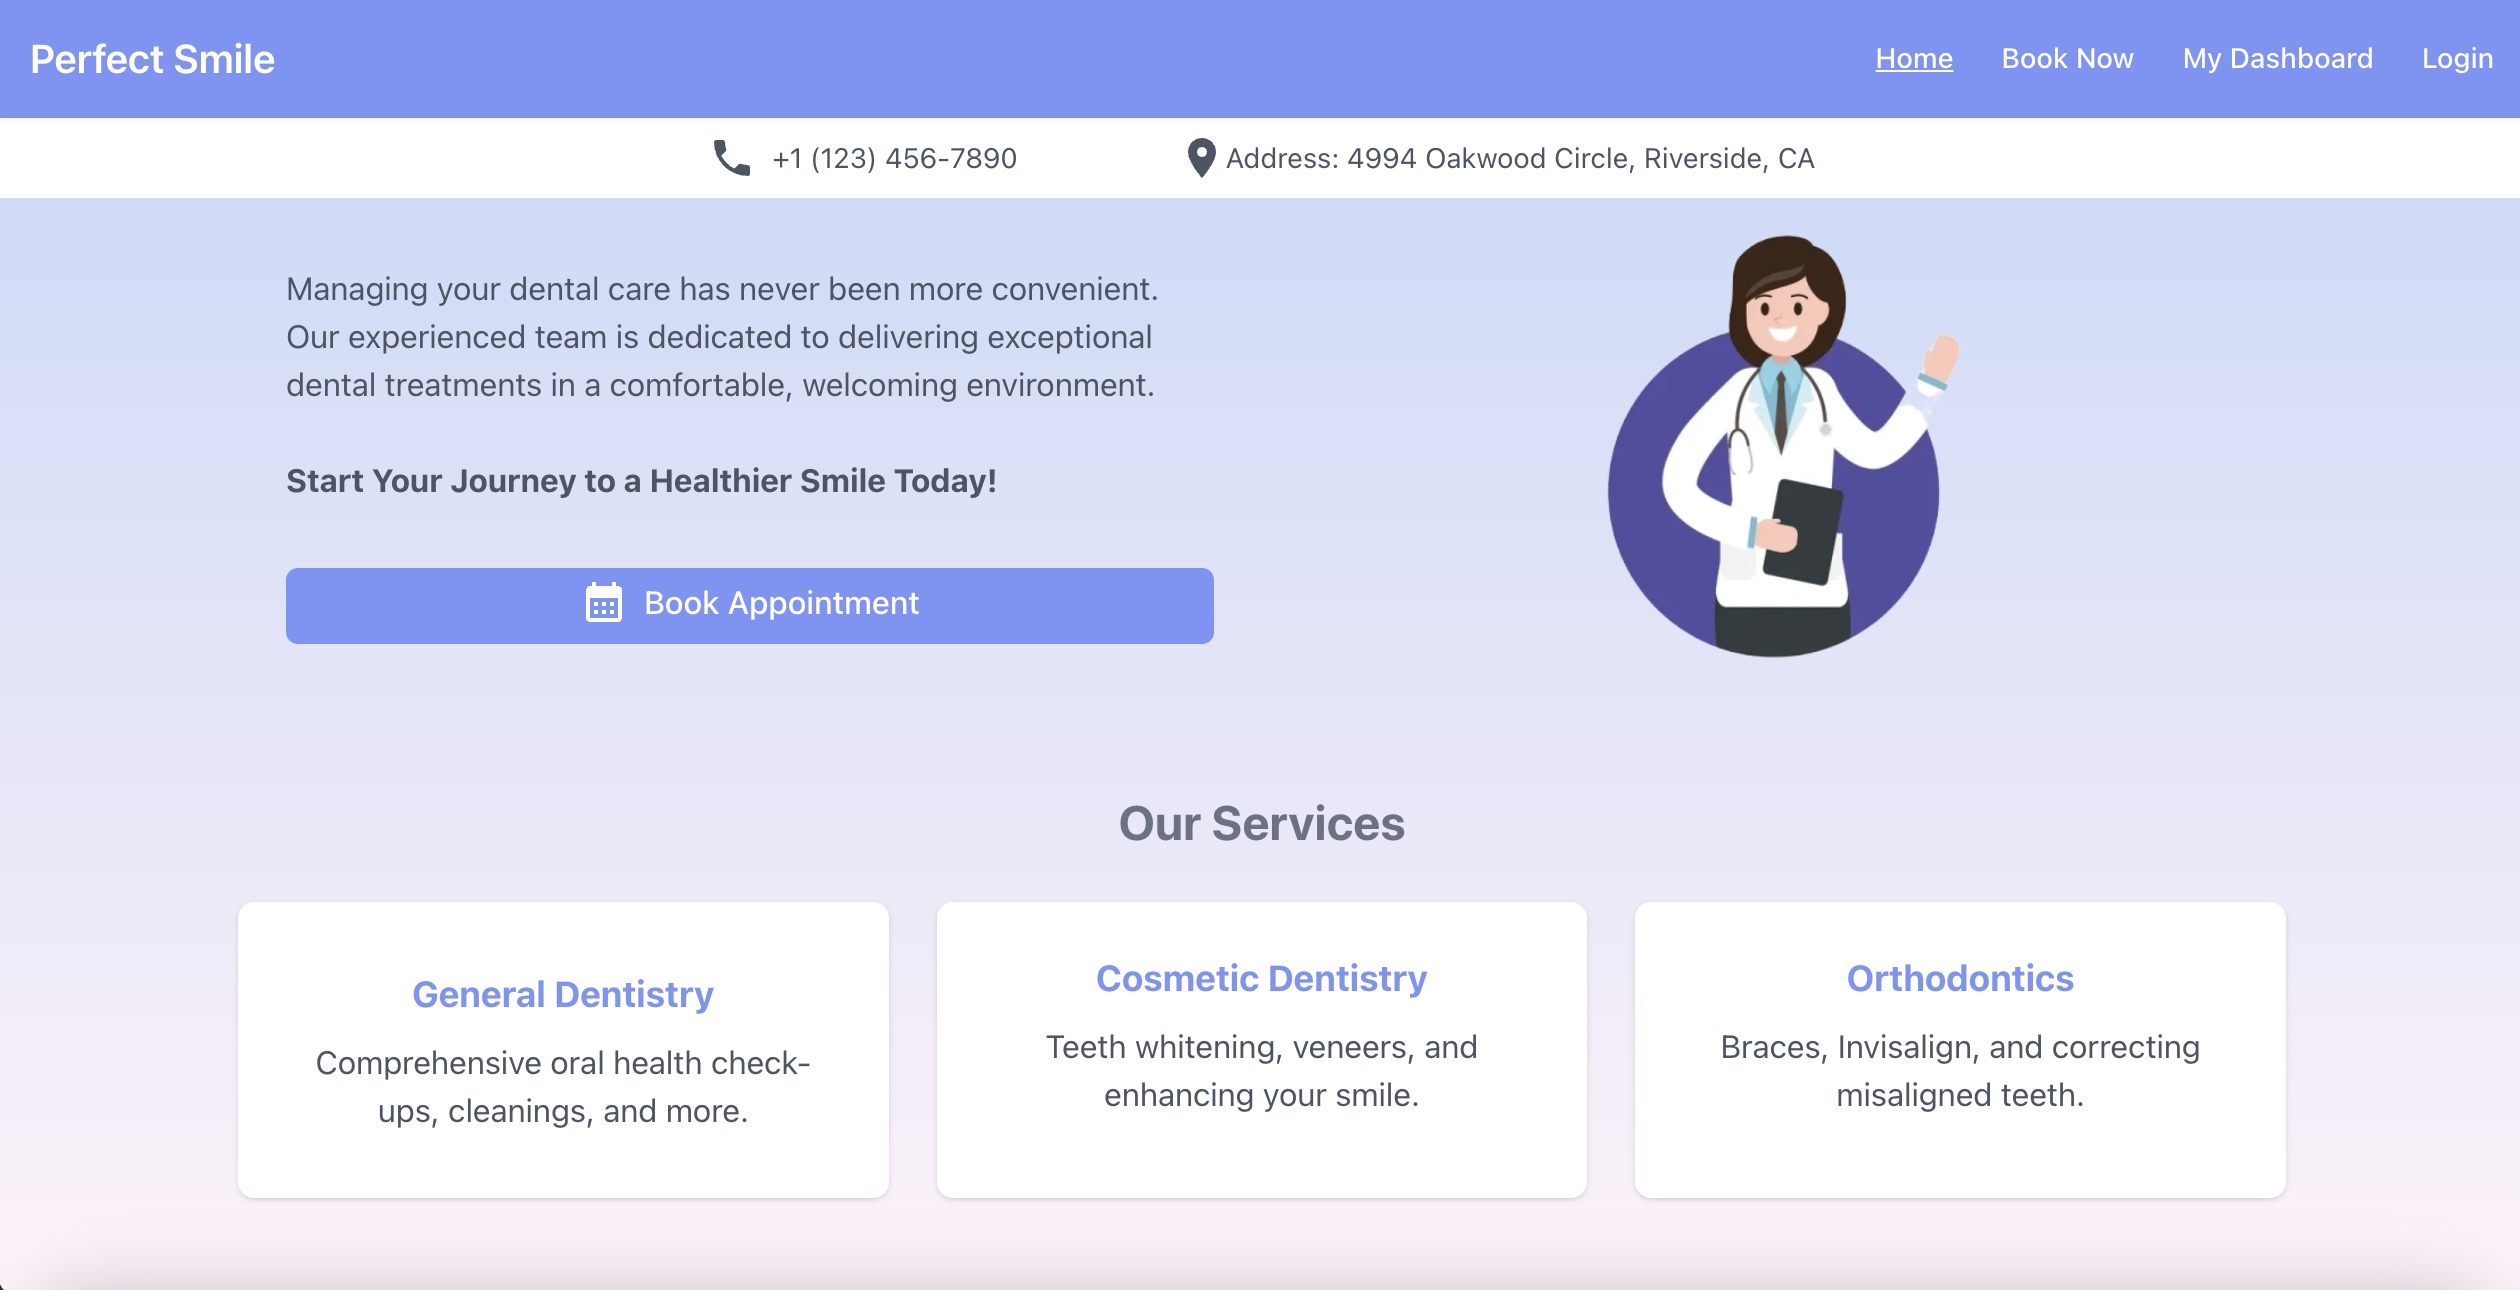 Perfect Smile
Home
Book Now
My Dashboard
Login
+1 (123) 456-7890
Address: 4994 Oakwood Circle, Riverside, CA
Managing your dental care has never been more convenient.
Our experienced team is dedicated to delivering exceptional
dental treatments in a comfortable, welcoming environment.
Start Your Journey to a Healthier Smile Today!
Book Appointment
Our Services
General Dentistry
Comprehensive oral health check-
ups, cleanings, and more.
Cosmetic Dentistry
Teeth whitening, veneers, and
enhancing your smile.
Orthodontics
Braces, Invisalign, and correcting
misaligned teeth.